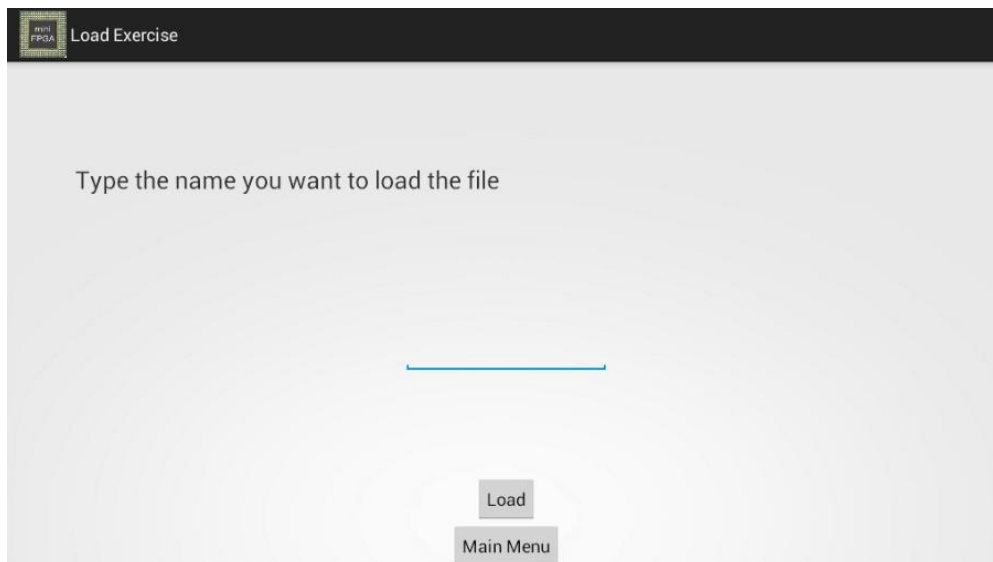 mini
FPGA
Load Exercise
Type the name you want to load the file
Load
Main Menu